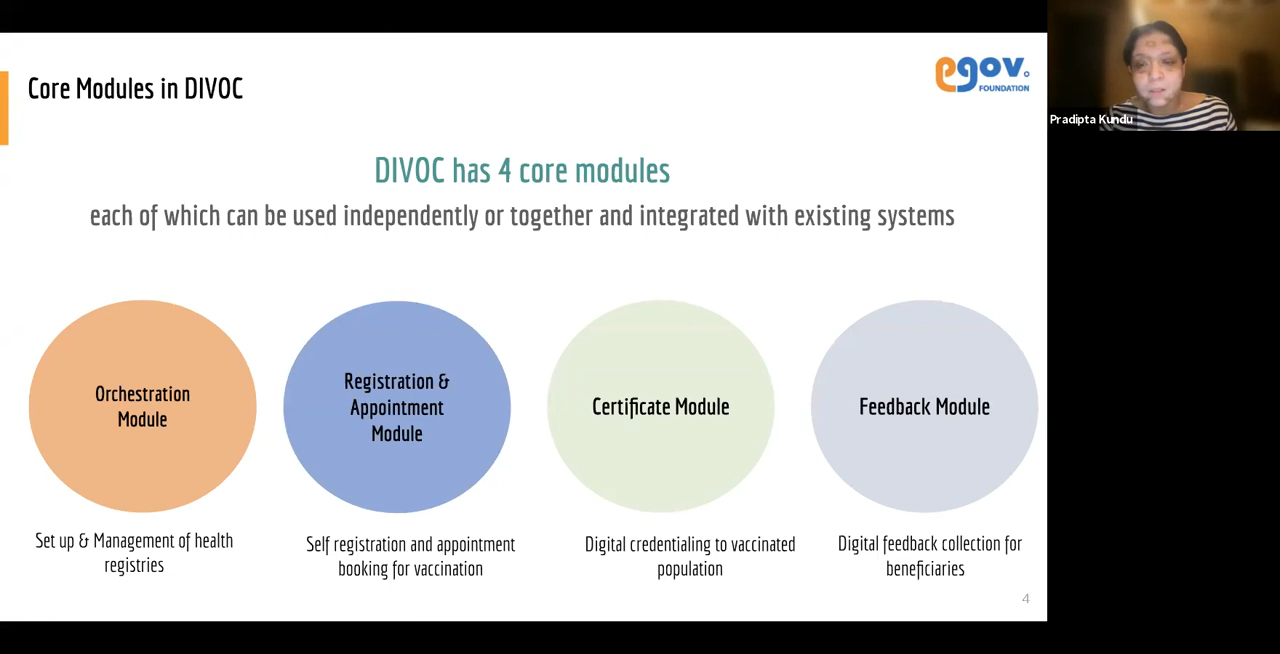 Core Modules in DIVOC
egov.
FOUNDATION
Pradipta Kundu
DIVOC has 4 core modules
each of which can be used independently or together and integrated with existing systems
Orchestration
Module
Set up & Management of health
registries
Registration &
Appointment
Module
Self registration and appointment
booking for vaccination
Certificate Module
Digital credentialing to vaccinated
population
Feedback Module
Digital feedback collection for
beneficiaries
4